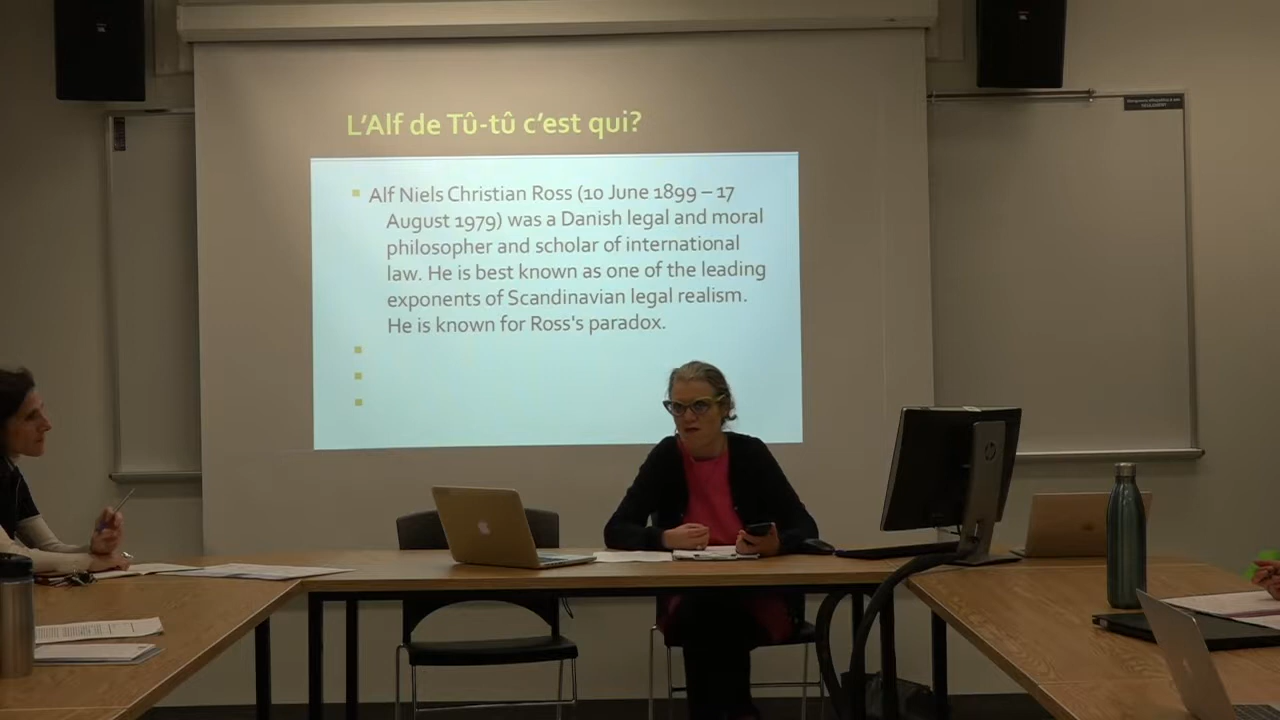 L'Alf de Tû-tû c'est qui?
Alf Niels Christian Ross (10 June 1899 – 17
August 1979) was a Danish legal and moral
philosopher and scholar of international
law. He is best known as one of the leading
exponents of Scandinavian legal realism.
He is known for Ross's paradox.